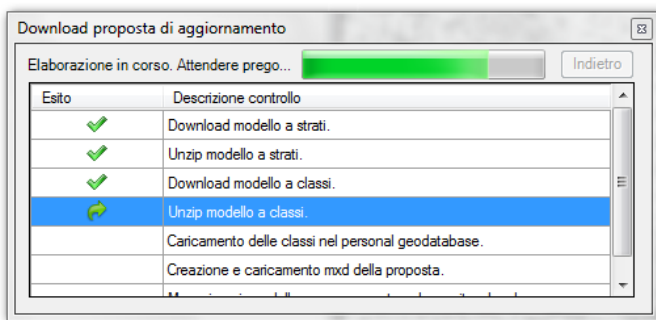 Download proposta di aggiornamento
Elaborazione in corso. Attendere prego... Indietro
Esito Descrizione controllo
Download modello a strati.
Unzip modello a strati.
Download modello a classi.
Unzip modello a classi.
Caricamento delle classi nel personal geodatabase.
Creazione e caricamento mxd della proposta.